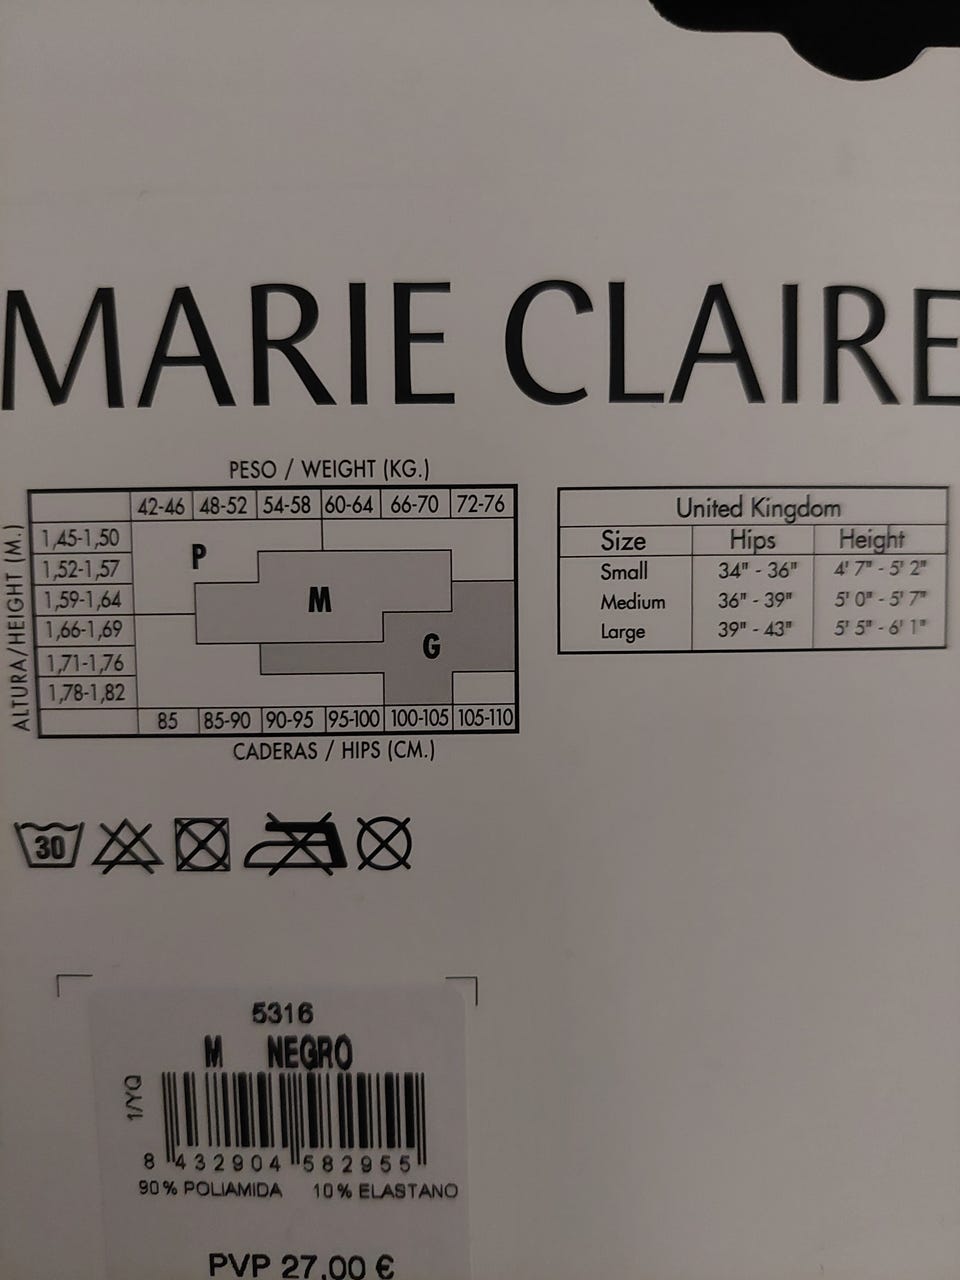 MARIE CLAIRE
PESO / WEIGHT (KG.)
42-46 48-52 54-58 60-64 66-70 72-76
ALTURA/HEIGHT (M.)
1,45-1,50
1,52-1,57
1,59-1,64
1,66-1,69
1,71-1,76
1,78-1,82
P
M
G
85 85-90 90-95 95-100 100-105 105-110
CADERAS / HIPS (CM.)
United Kingdom
Size Hips Height
Small 34" - 36" 4' 7" - 5' 2"
Medium 36" - 39" 5' 0" - 5' 7"
Large 39" - 43" 5' 5" - 6' 1"
30
5316
M NEGRO
1/YQ
8 432904 582955
90% POLIAMIDA 10% ELASTANO
PVP 27,00 €